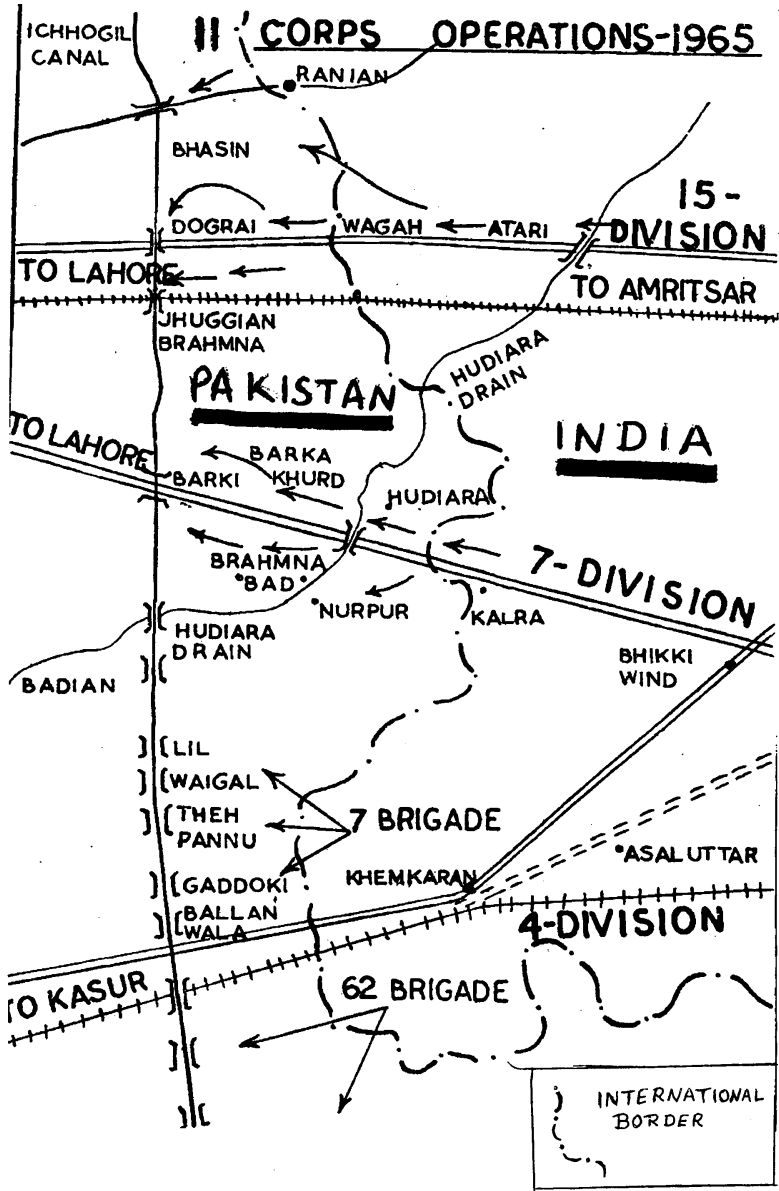 ICHHOGIL
CANAL
11 CORPS OPERATIONS-1965
RANIAN
BHASIN
15-
DIVISION
DOGRAI
WAGAH
ATARI
TO LAHORE
TO AMRITSAR
JHUGGIAN
BRAHMNA
HUDIARA
DRAIN
PAKISTAN
INDIA
TO LAHORE
BARKI
BARKA
KHURD
HUDIARA
7-DIVISION
BRAHMNA
BAD
NURPUR
KALRA
HUDIARA
DRAIN
BHIKKI
WIND
BADIAN
LIL
WAIGAL
THEH
PANNU
7 BRIGADE
ASAL UTTAR
GADDOKI
KHEMKARAN
BALLAN
WALA
4-DIVISION
TO KASUR
62 BRIGADE
INTERNATIONAL
BORDER